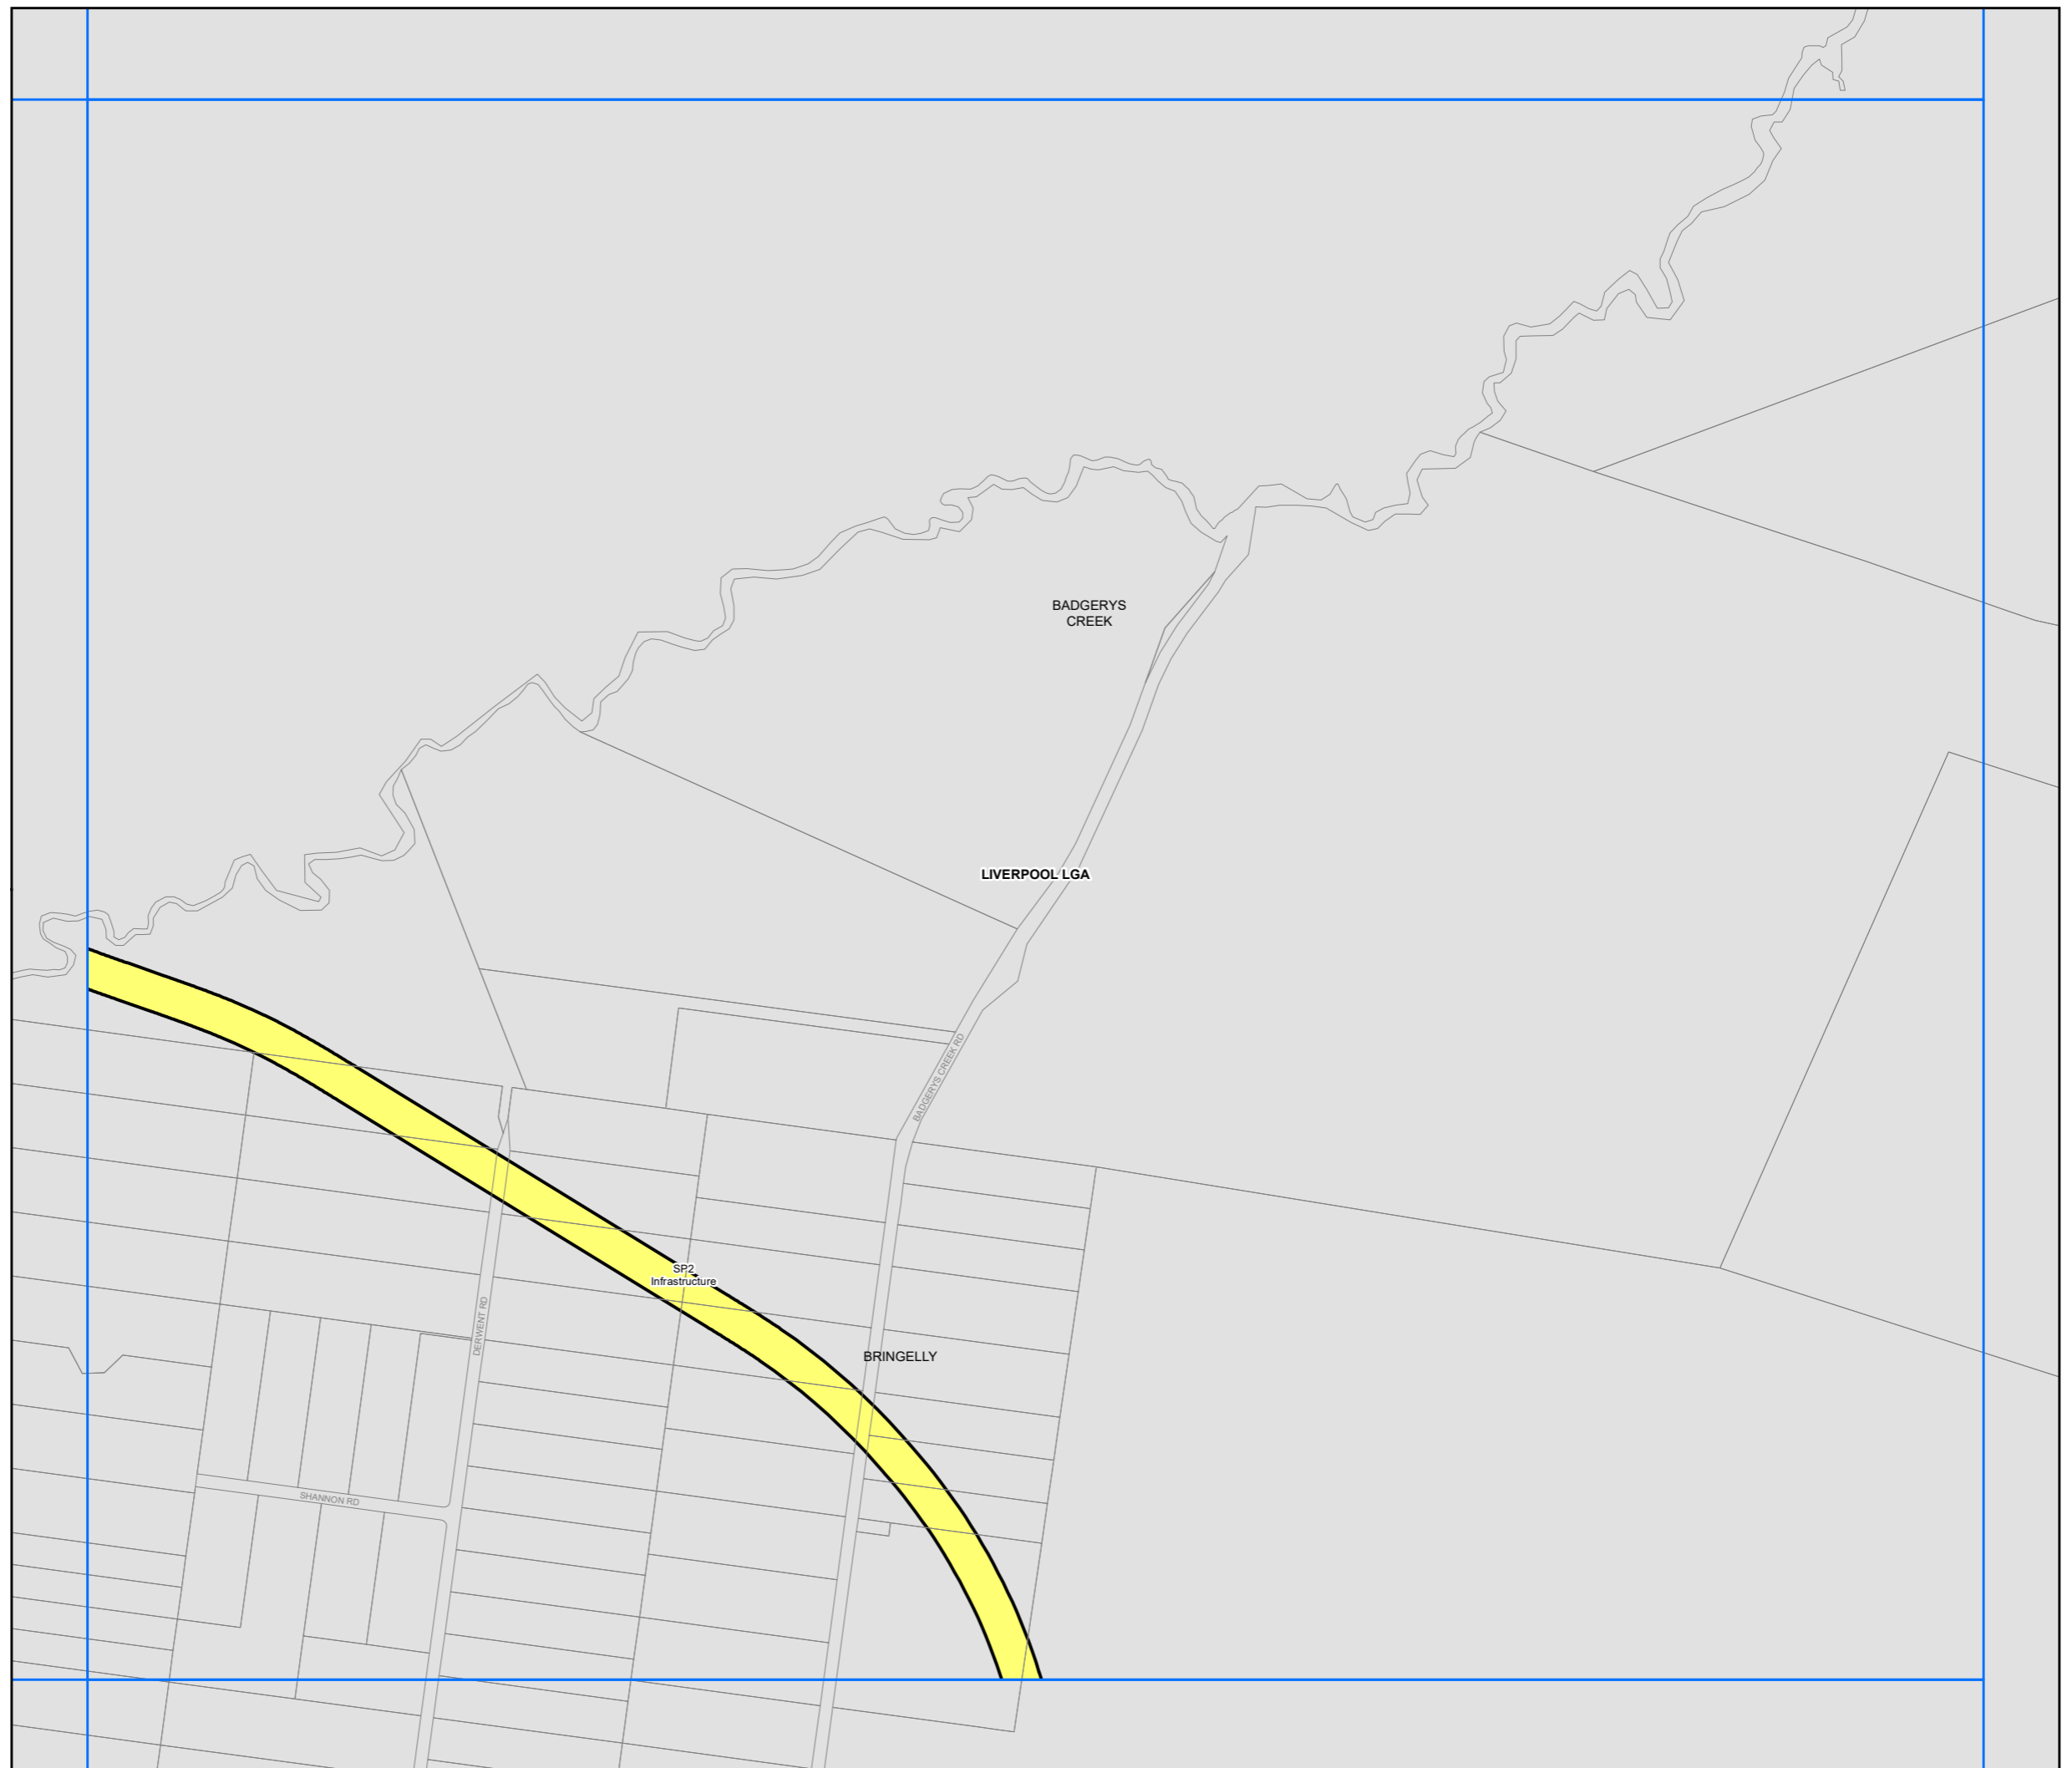 BADGERYS
CREEK
LIVERPOOL LGA
BADGERYS CREEK RD
SP2
Infrastructure
DERWENT RD
BRINGELLY
SHANNON RD